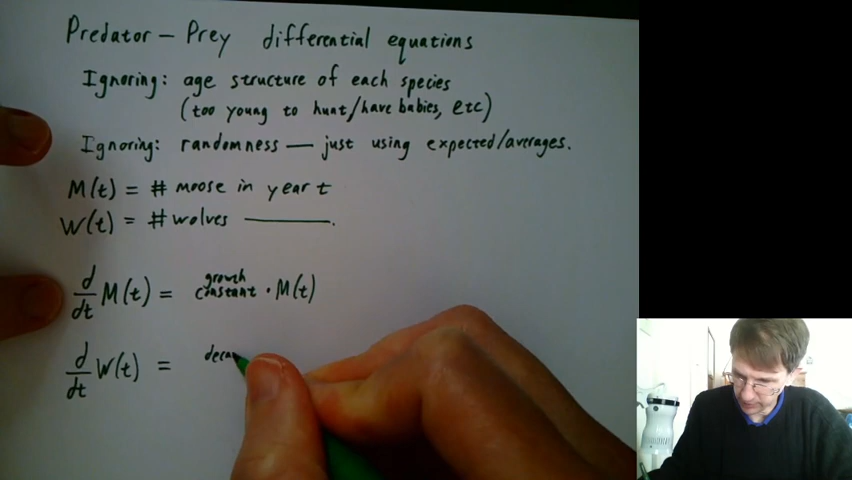 Predator - Prey differential equations
Ignoring: age structure of each species
(too young to hunt/have babies, etc)
Ignoring: randomness — just using expected/averages.
M(t) = # moose in year t
W(t) = # wolves ———.
d/dt M(t) = growth constant · M(t)
d/dt W(t) = deca